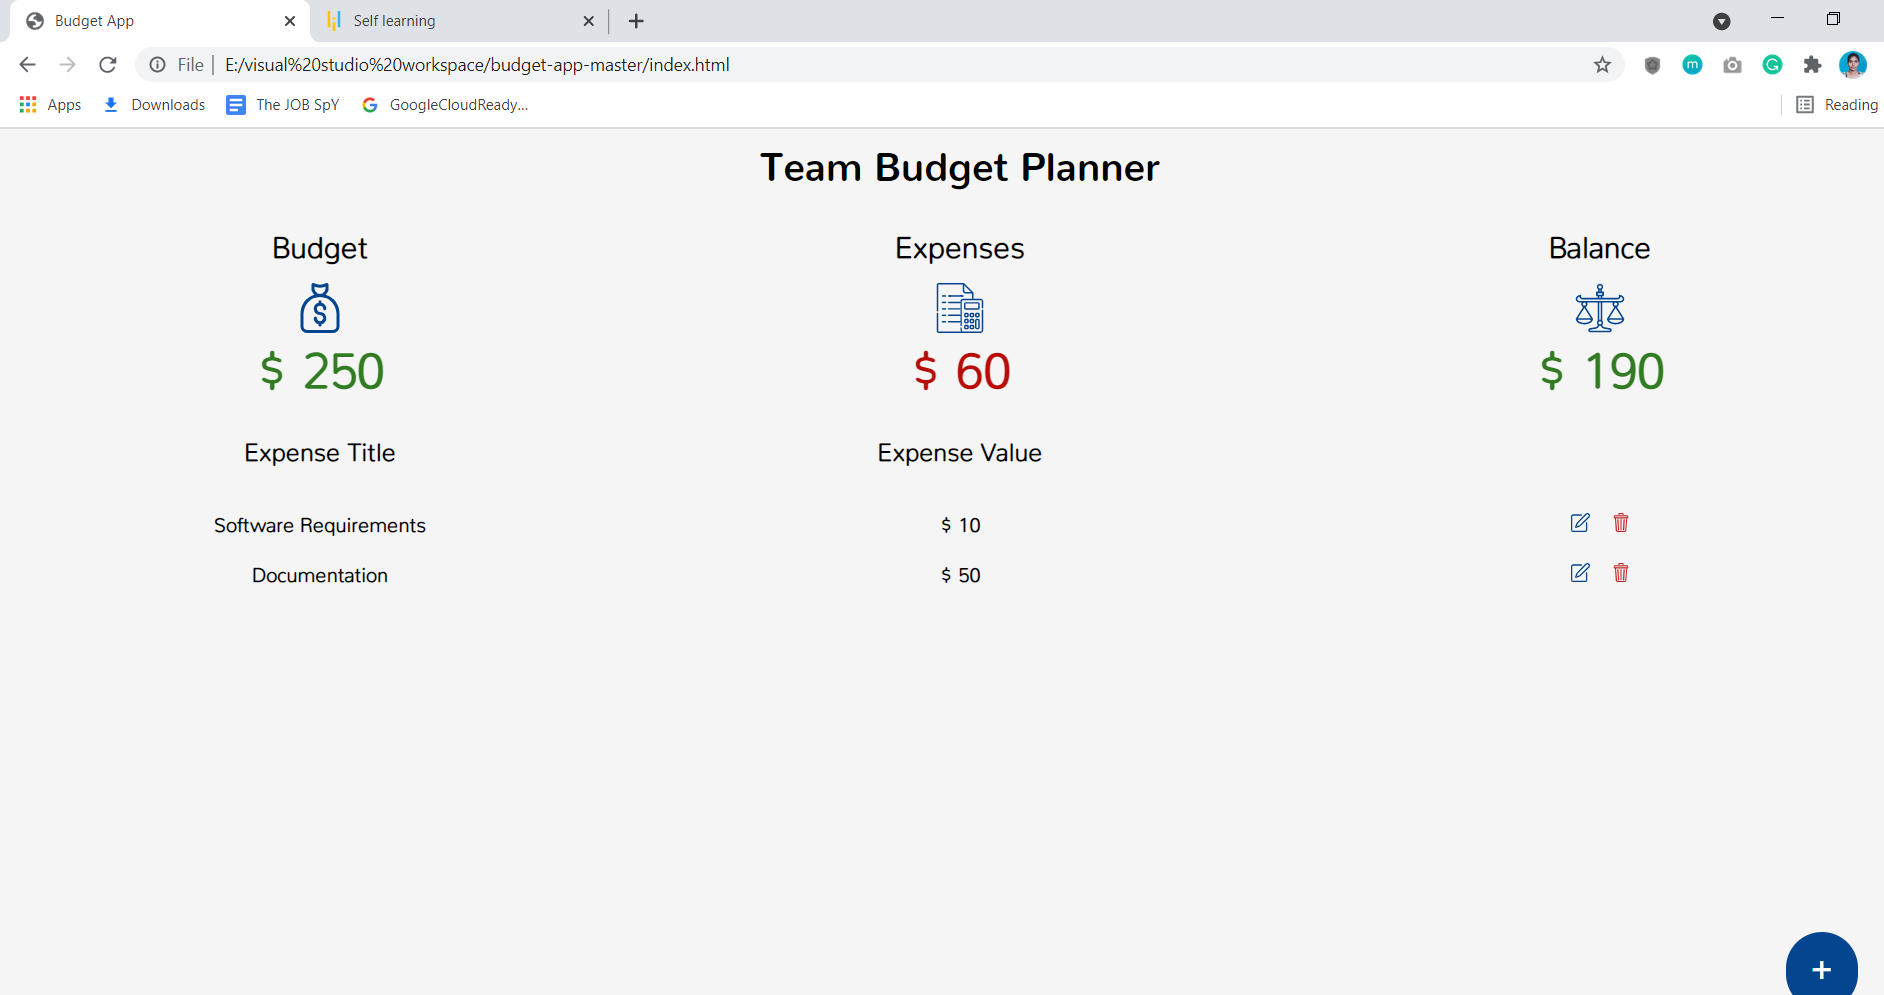 Budget App
Self learning
File | E:/visual%20studio%20workspace/budget-app-master/index.html
Apps Downloads The JOB SpY GoogleCloudReady... Reading
Team Budget Planner
Budget Expenses Balance
$ 250 $ 60 $ 190
Expense Title Expense Value
Software Requirements $ 10
Documentation $ 50
+